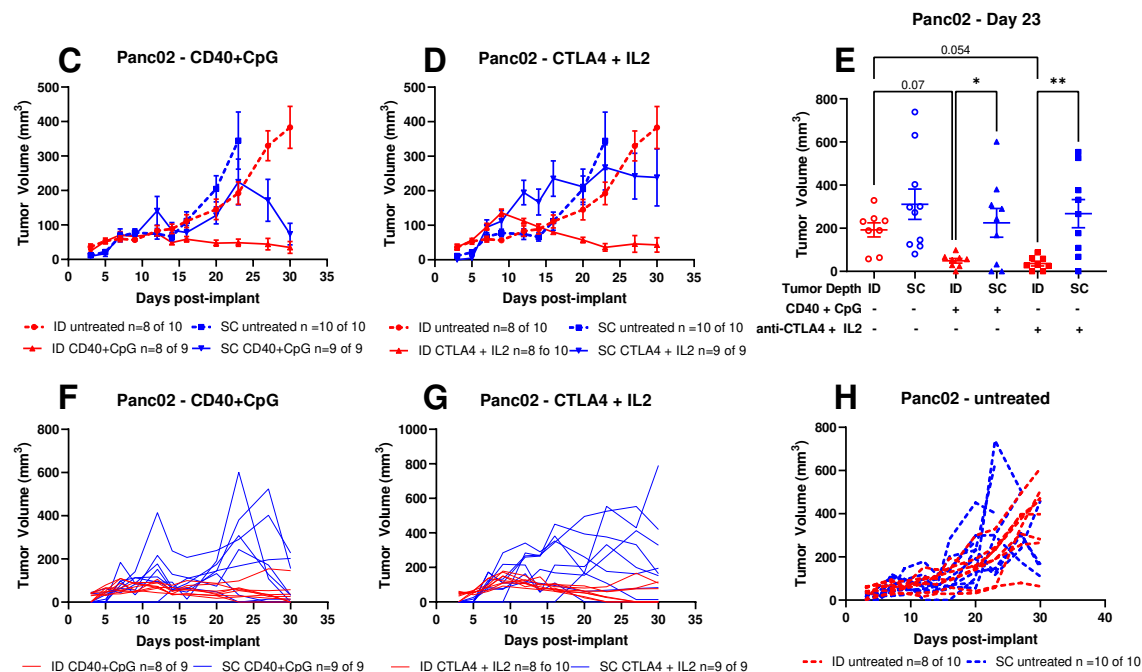 Panc02 - Day 23
C
Panc02 - CD40+CpG
Tumor Volume (mm3)
500
400
300
200
100
0
0 5 10 15 20 25 30 35
Days post-implant
ID untreated n=8 of 10
SC untreated n =10 of 10
ID CD40+CpG n=8 of 9
SC CD40+CpG n=9 of 9
D
Panc02 - CTLA4 + IL2
Tumor Volume (mm3)
500
400
300
200
100
0
0 5 10 15 20 25 30 35
Days post-implant
ID untreated n=8 of 10
SC untreated n=10 of 10
ID CTLA4 + IL2 n=8 fo 10
SC CTLA4 + IL2 n=9 of 9
E
0.054
0.07
*
**
Tumor Volume (mm3)
800
600
400
200
0
Tumor Depth ID SC ID SC ID SC
CD40 + CpG - - + + - -
anti-CTLA4 + IL2 - - - - + +
F
Panc02 - CD40+CpG
Tumor Volume (mm3)
800
600
400
200
0
0 5 10 15 20 25 30 35
Days post-implant
ID CD40+CpG n=8 of 9
SC CD40+CpG n=9 of 9
G
Panc02 - CTLA4 + IL2
Tumor Volume (mm3)
1000
800
600
400
200
0
0 5 10 15 20 25 30 35
Days post-implant
ID CTLA4 + IL2 n=8 fo 10
SC CTLA4 + IL2 n=9 of 9
H
Panc02 - untreated
Tumor Volume (mm3)
800
600
400
200
0
0 10 20 30 40
Days post-implant
ID untreated n=8 of 10
SC untreated n=10 of 10